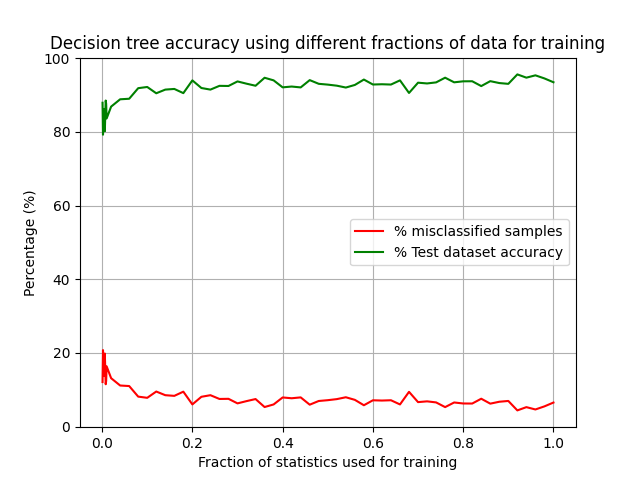 Decision tree accuracy using different fractions of data for training
100
80
60
40
20
0
Percentage (%)
% misclassified samples
% Test dataset accuracy
0.0 0.2 0.4 0.6 0.8 1.0
Fraction of statistics used for training